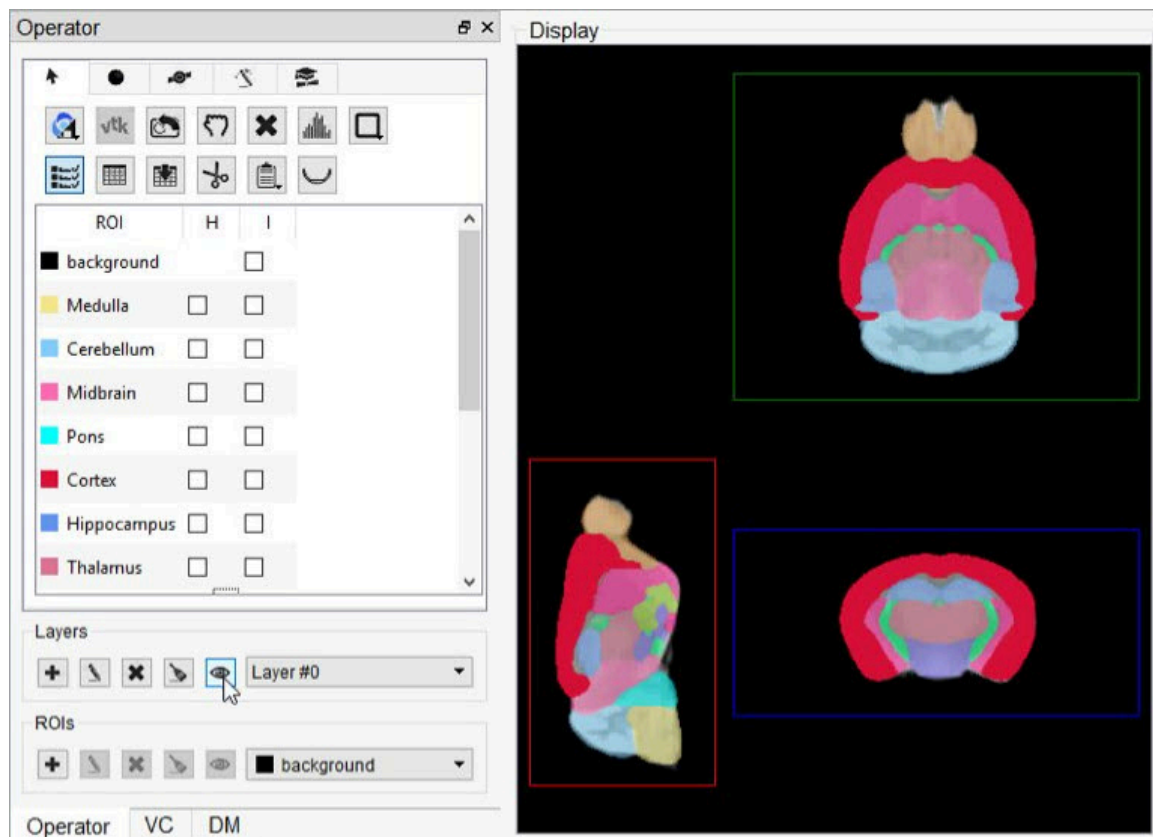 Operator
Display
vtk
ROI H I
background
Medulla
Cerebellum
Midbrain
Pons
Cortex
Hippocampus
Thalamus
Layers
Layer #0
ROIs
background
Operator VC DM